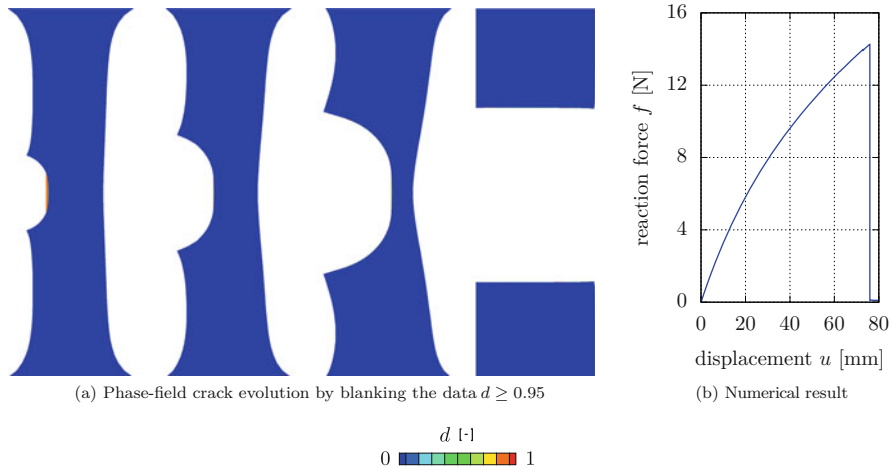 16
12
8
4
0
reaction force f [N]
0 20 40 60 80
displacement u [mm]
(a) Phase-field crack evolution by blanking the data d ≥ 0.95
(b) Numerical result
d [-]
0 1